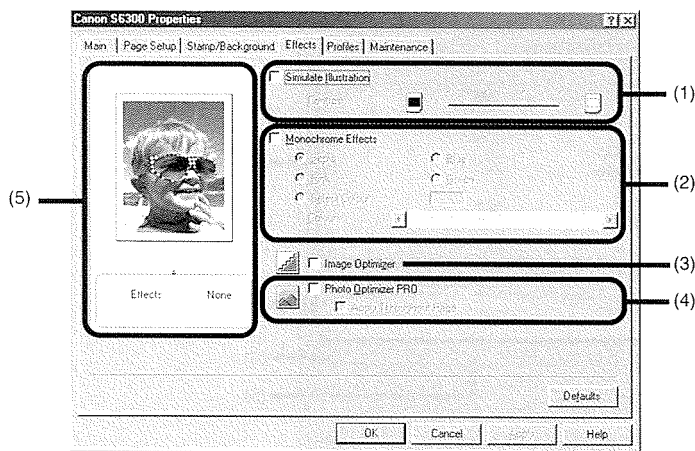 Canon S6300 Properties
? X
Main Page Setup Stamp/Background Effects Profiles Maintenance
Simulate Illustration
(1)
Monochrome Effects
(2)
(5)
Image Optimizer
(3)
Photo Optimizer PRO
(4)
Effect: None
Defaults
OK Cancel Help